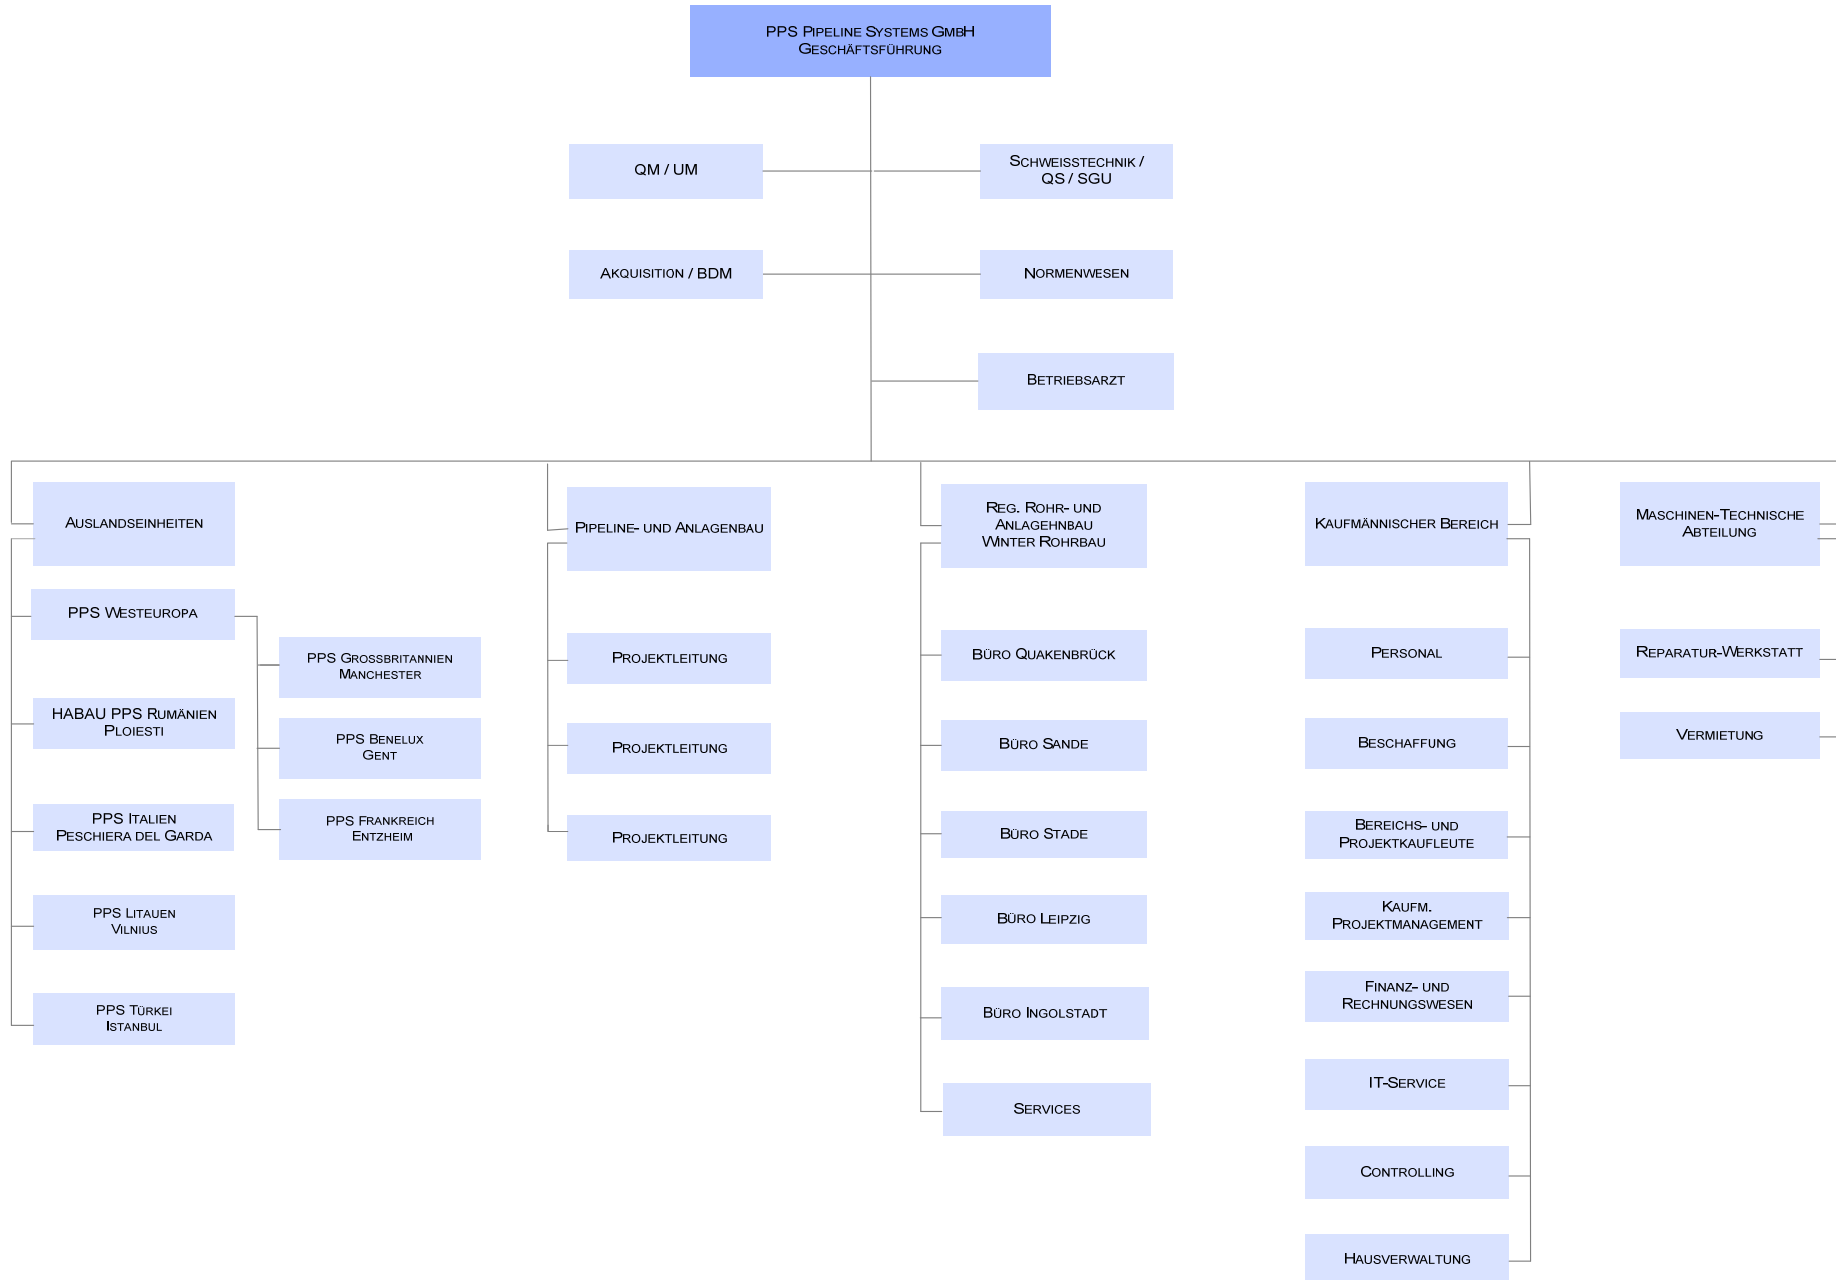 PPS Pipeline Systems GmbH
Geschäftsführung
QM / UM
Schweisstechnik /
QS / SGU
Akquisition / BDM
Normenwesen
Betriebsarzt
Auslandseinheiten
PPS Westeuropa
PPS Grossbritannien
Manchester
PPS Benelux
Gent
PPS Frankreich
Entzheim
HABAU PPS Rumänien
Ploiesti
PPS Italien
Peschiera del Garda
PPS Litauen
Vilnius
PPS Türkei
Istanbul
Pipeline- und Anlagenbau
Projektleitung
Projektleitung
Projektleitung
Reg. Rohr- und
Anlagehnbau
Winter Rohrbau
Büro Quakenbrück
Büro Sande
Büro Stade
Büro Leipzig
Büro Ingolstadt
Services
Kaufmännischer Bereich
Personal
Beschaffung
Bereichs- und
Projektkaufleute
Kaufm.
Projektmanagement
Finanz- und
Rechnungswesen
IT-Service
Controlling
Hausverwaltung
Maschinen-Technische
Abteilung
Reparatur-Werkstatt
Vermietung